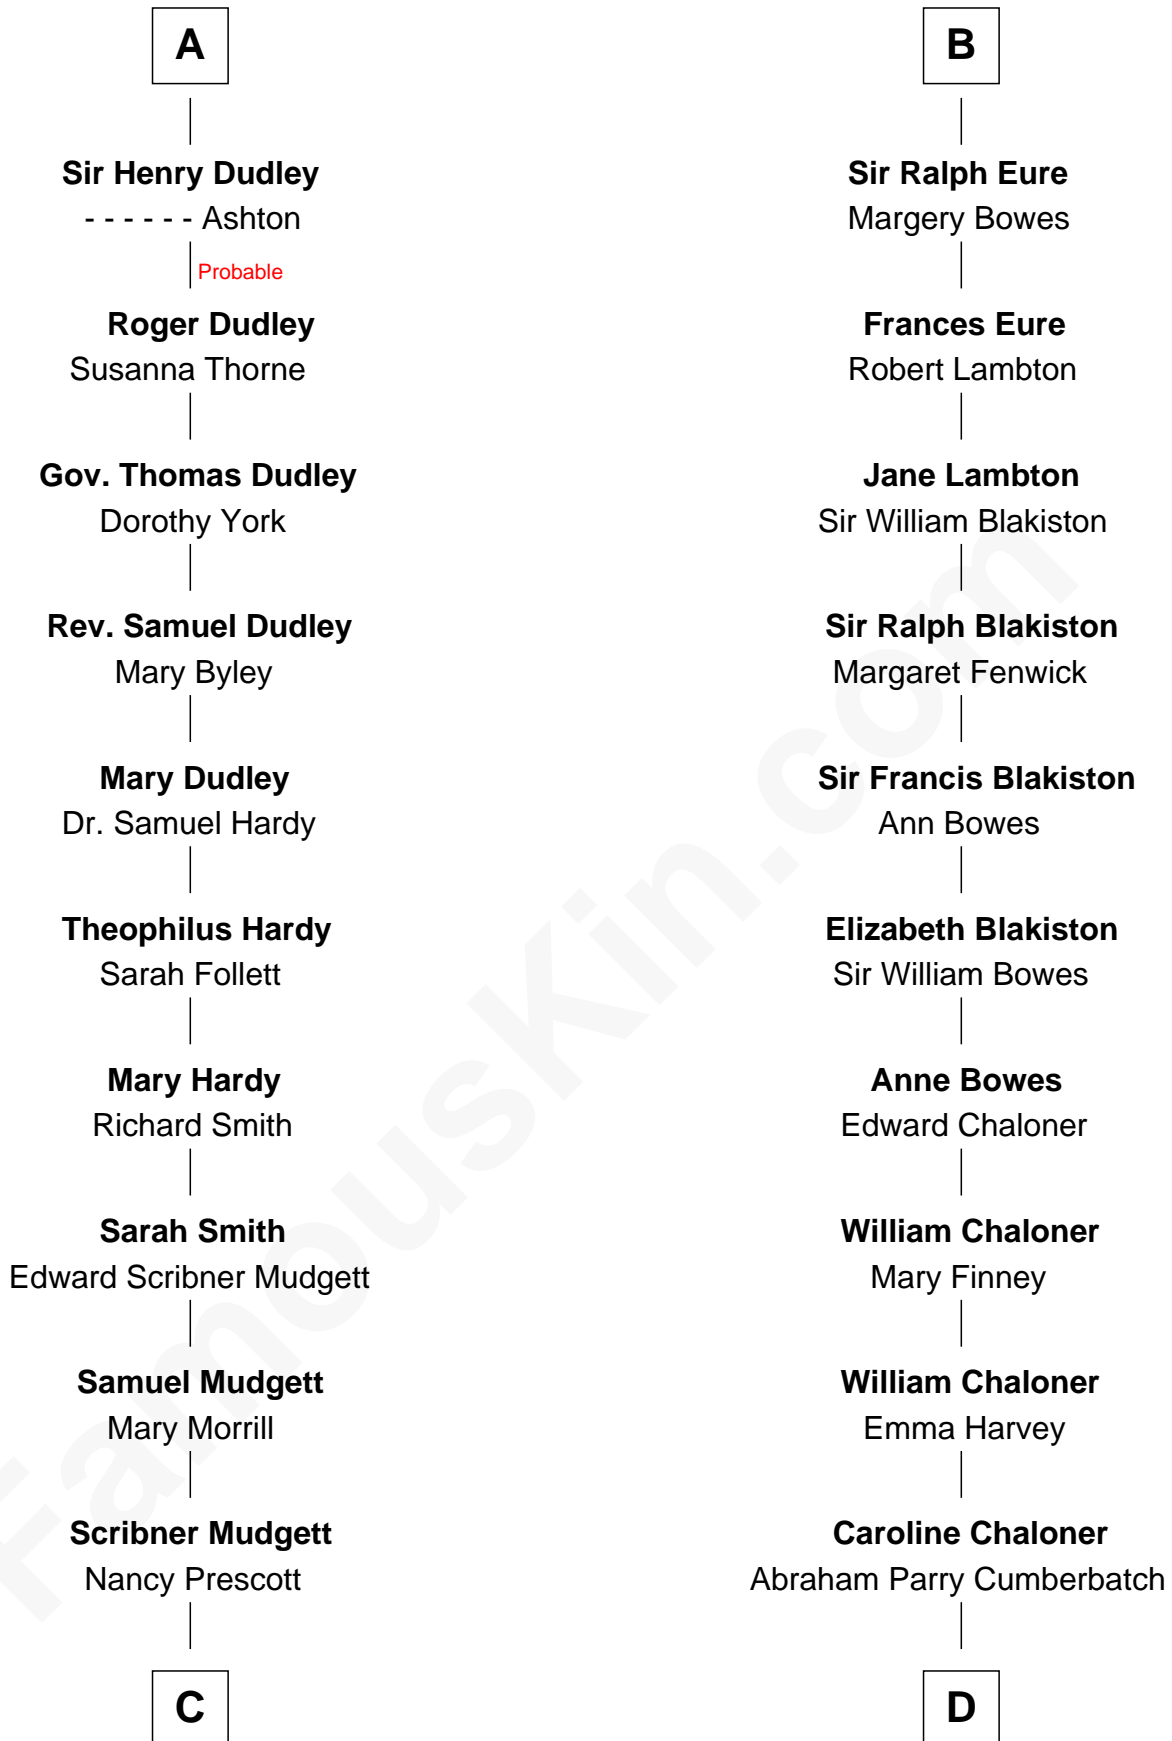 A
Sir Henry Dudley
- - - - - - Ashton
Probable
Roger Dudley
Susanna Thorne
Gov. Thomas Dudley
Dorothy York
Rev. Samuel Dudley
Mary Byley
Mary Dudley
Dr. Samuel Hardy
Theophilus Hardy
Sarah Follett
Mary Hardy
Richard Smith
Sarah Smith
Edward Scribner Mudgett
Samuel Mudgett
Mary Morrill
Scribner Mudgett
Nancy Prescott
C
B
Sir Ralph Eure
Margery Bowes
Frances Eure
Robert Lambton
Jane Lambton
Sir William Blakiston
Sir Ralph Blakiston
Margaret Fenwick
Sir Francis Blakiston
Ann Bowes
Elizabeth Blakiston
Sir William Bowes
Anne Bowes
Edward Chaloner
William Chaloner
Mary Finney
William Chaloner
Emma Harvey
Caroline Chaloner
Abraham Parry Cumberbatch
D
FamousKin.com